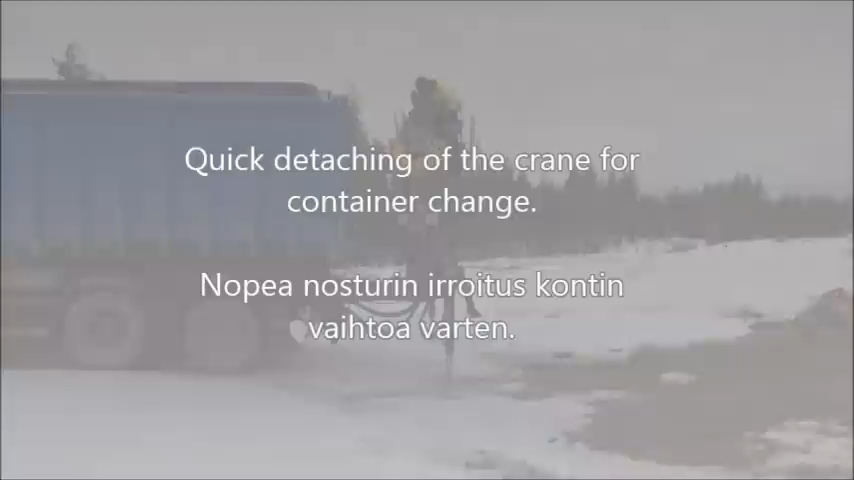 Quick detaching of the crane for
container change.
Nopea nosturin irroitus kontin
vaihtoa varten.